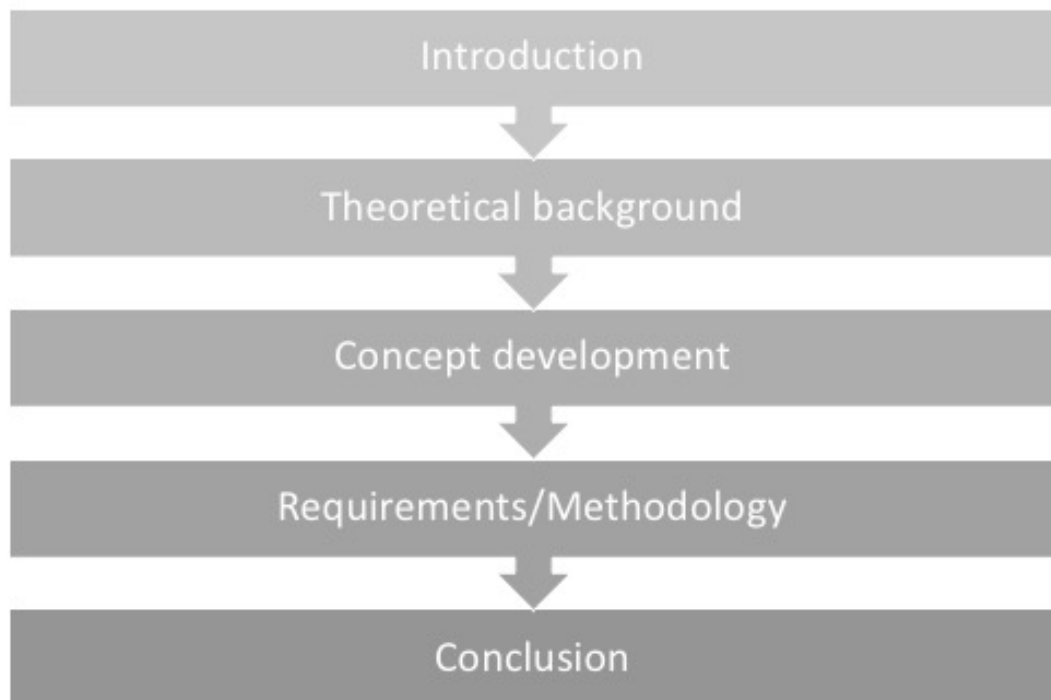 Introduction
Theoretical background
Concept development
Requirements/Methodology
Conclusion